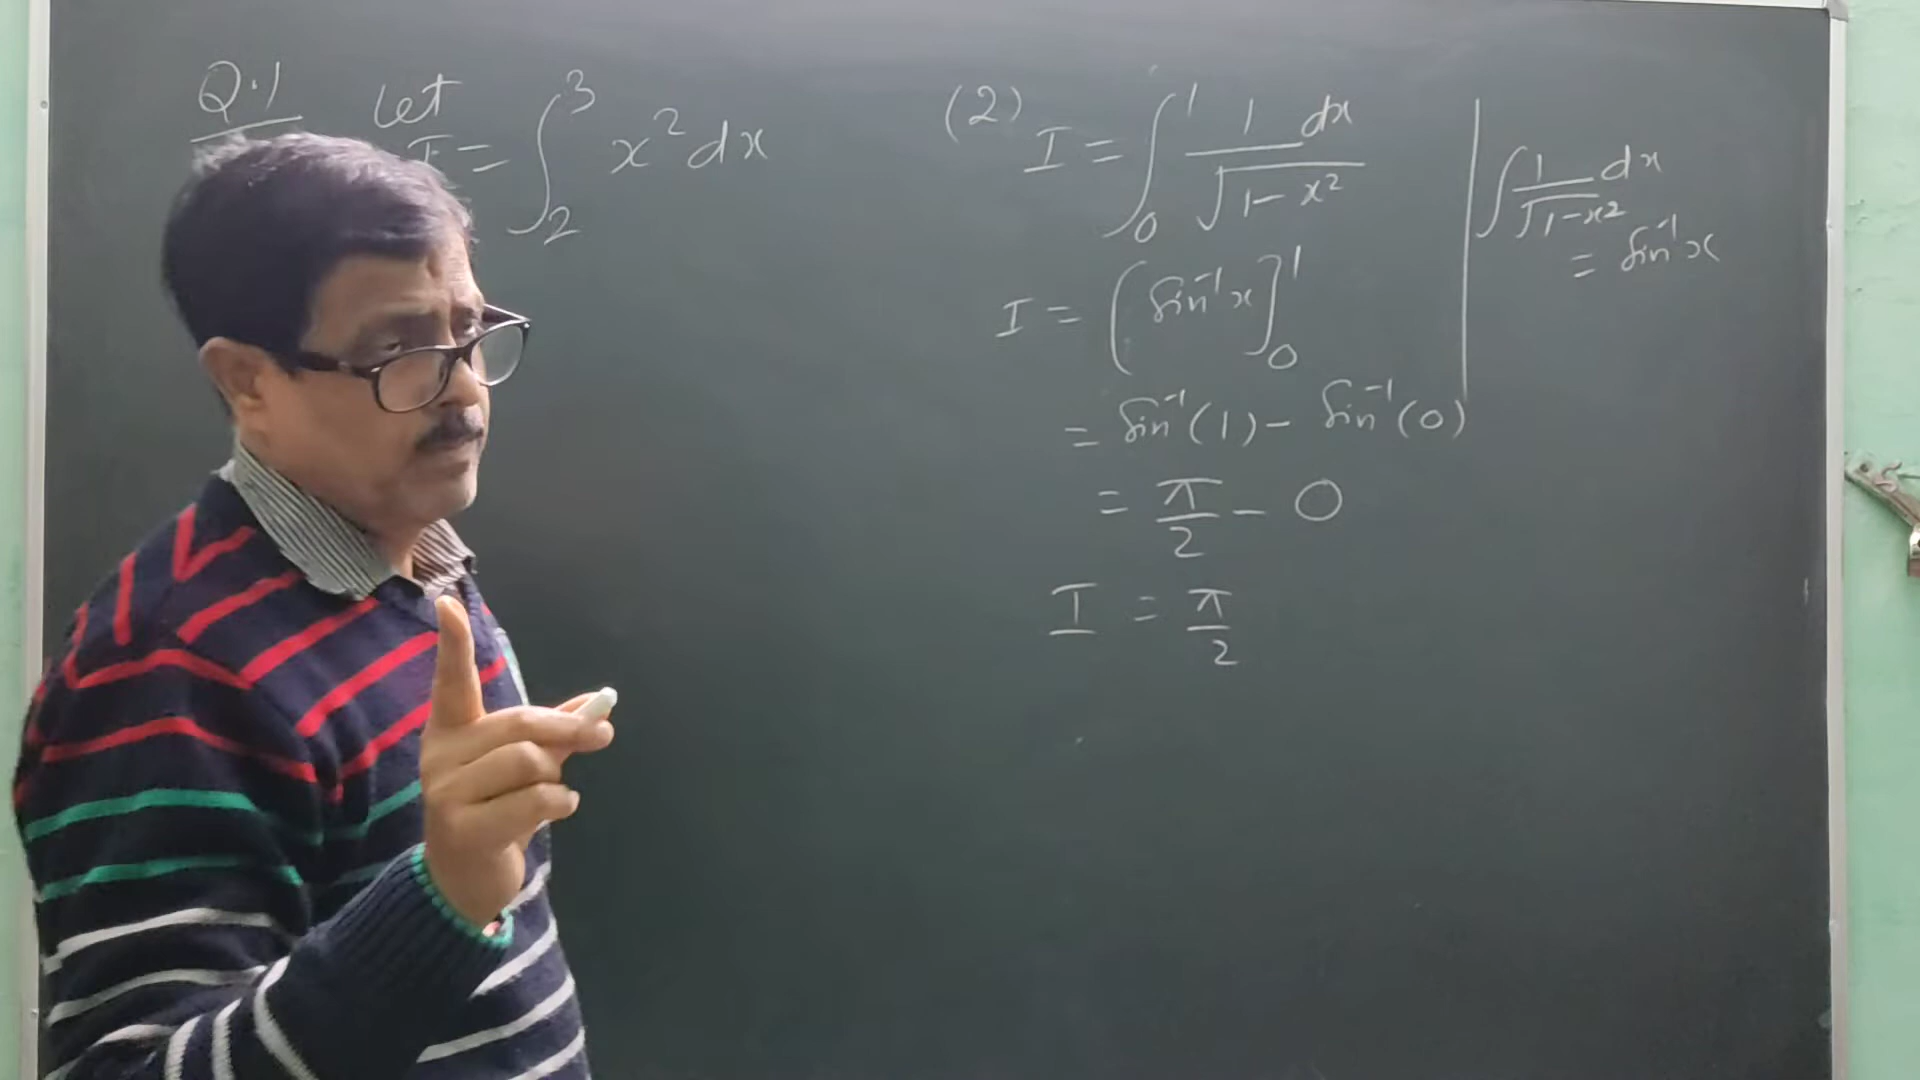 Q.1 Let
I = ∫₂³ x² dx
(2) I = ∫₀¹ 1/√(1-x²) dx
I = (sin⁻¹x]₀¹
= sin⁻¹(1) - sin⁻¹(0)
= π/2 - 0
I = π/2
∫ 1/√(1-x²) dx
= sin⁻¹x